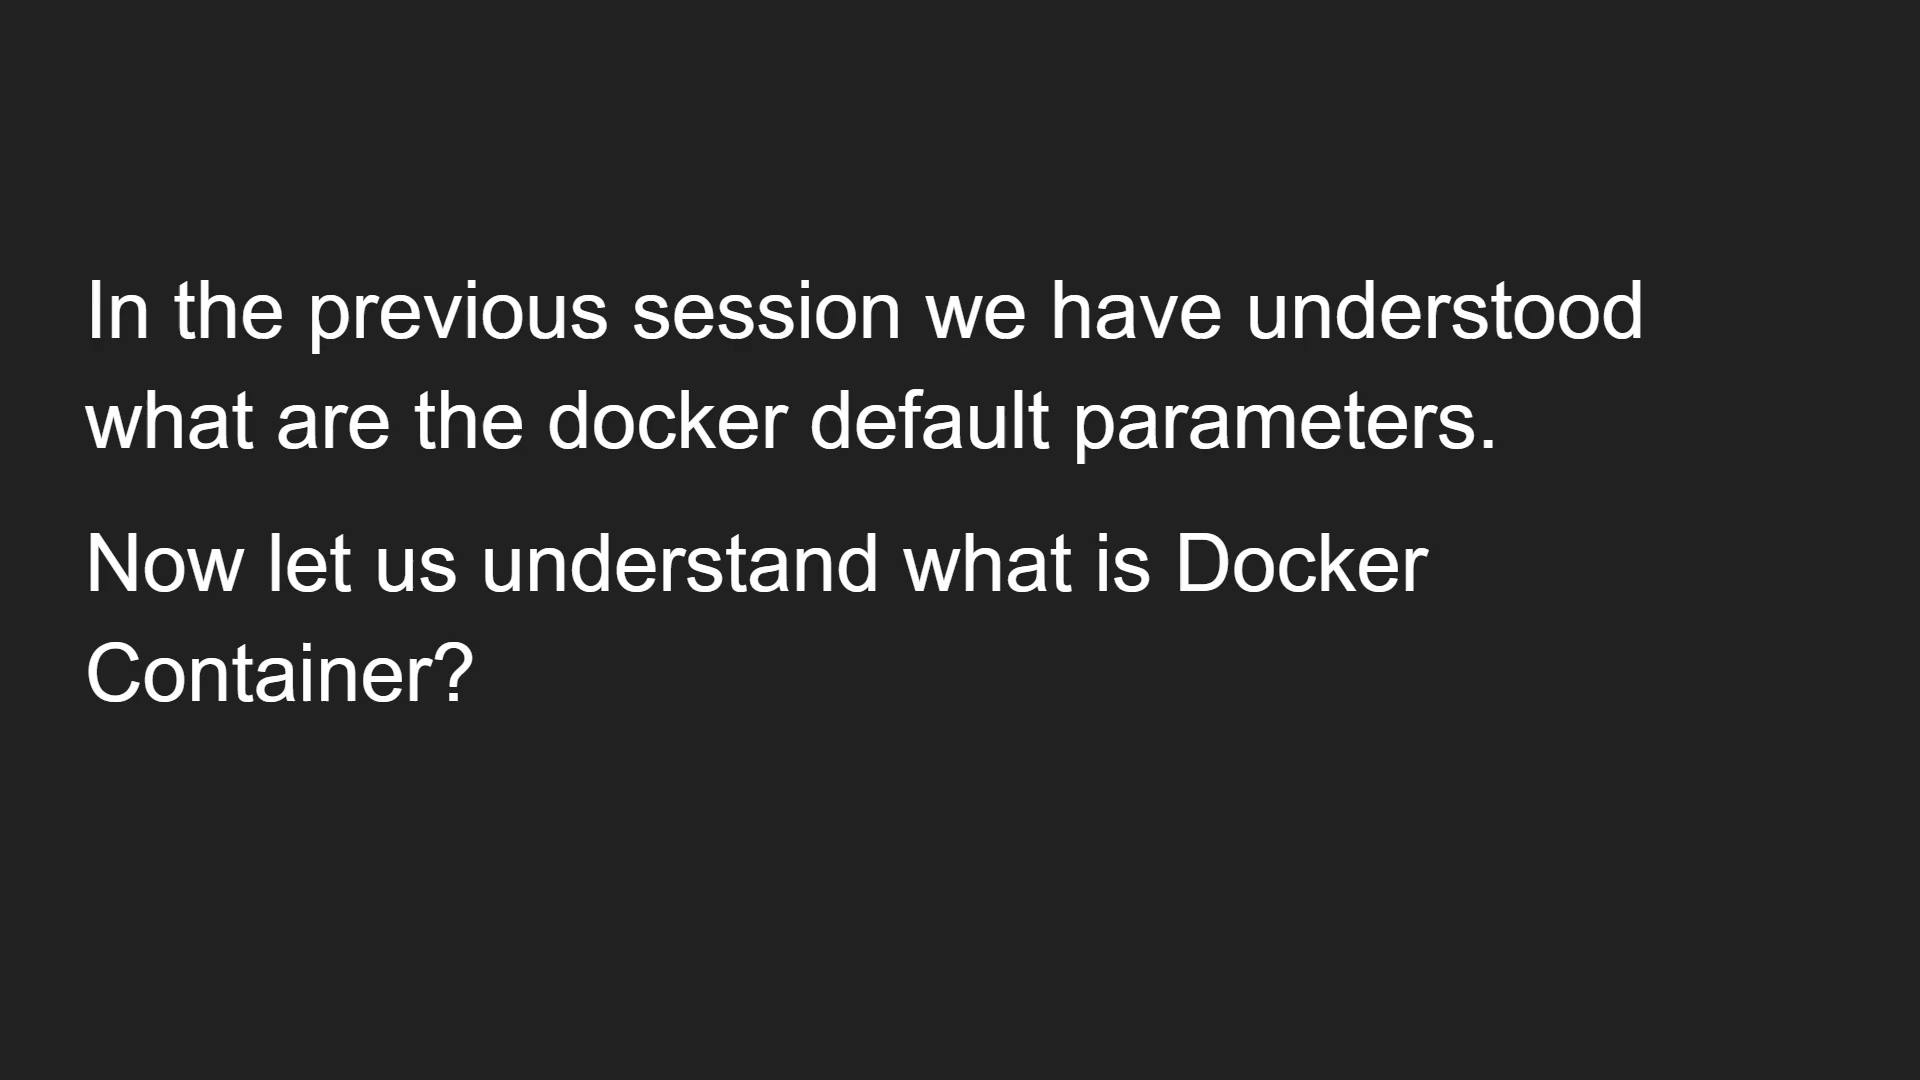 In the previous session we have understood
what are the docker default parameters.
Now let us understand what is Docker
Container?